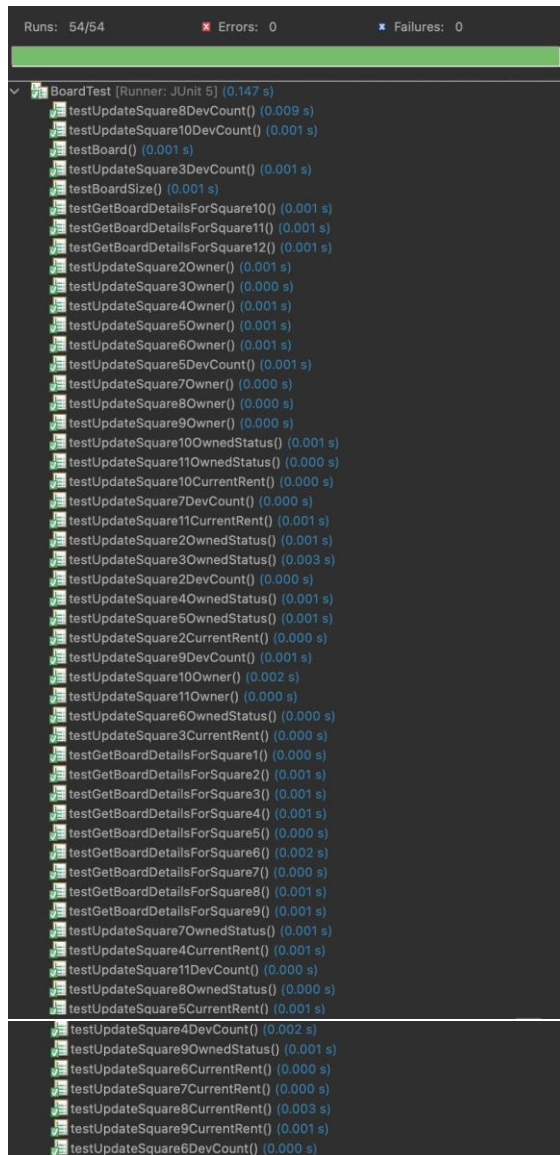 Runs: 54/54 Errors: 0 Failures: 0
BoardTest [Runner: JUnit 5] (0.147 s)
testUpdateSquare8DevCount() (0.009 s)
testUpdateSquare10DevCount() (0.001 s)
testBoard() (0.001 s)
testUpdateSquare3DevCount() (0.001 s)
testBoardSize() (0.001 s)
testGetBoardDetailsForSquare10() (0.001 s)
testGetBoardDetailsForSquare11() (0.001 s)
testGetBoardDetailsForSquare12() (0.001 s)
testUpdateSquare2Owner() (0.001 s)
testUpdateSquare3Owner() (0.000 s)
testUpdateSquare4Owner() (0.001 s)
testUpdateSquare5Owner() (0.001 s)
testUpdateSquare6Owner() (0.001 s)
testUpdateSquare5DevCount() (0.001 s)
testUpdateSquare7Owner() (0.000 s)
testUpdateSquare8Owner() (0.000 s)
testUpdateSquare9Owner() (0.000 s)
testUpdateSquare10OwnedStatus() (0.001 s)
testUpdateSquare11OwnedStatus() (0.000 s)
testUpdateSquare10CurrentRent() (0.000 s)
testUpdateSquare7DevCount() (0.000 s)
testUpdateSquare11CurrentRent() (0.001 s)
testUpdateSquare2OwnedStatus() (0.001 s)
testUpdateSquare3OwnedStatus() (0.003 s)
testUpdateSquare2DevCount() (0.000 s)
testUpdateSquare4OwnedStatus() (0.001 s)
testUpdateSquare5OwnedStatus() (0.001 s)
testUpdateSquare2CurrentRent() (0.000 s)
testUpdateSquare9DevCount() (0.001 s)
testUpdateSquare10Owner() (0.002 s)
testUpdateSquare11Owner() (0.000 s)
testUpdateSquare6OwnedStatus() (0.000 s)
testUpdateSquare3CurrentRent() (0.000 s)
testGetBoardDetailsForSquare1() (0.000 s)
testGetBoardDetailsForSquare2() (0.001 s)
testGetBoardDetailsForSquare3() (0.001 s)
testGetBoardDetailsForSquare4() (0.001 s)
testGetBoardDetailsForSquare5() (0.000 s)
testGetBoardDetailsForSquare6() (0.002 s)
testGetBoardDetailsForSquare7() (0.000 s)
testGetBoardDetailsForSquare8() (0.001 s)
testGetBoardDetailsForSquare9() (0.001 s)
testUpdateSquare7OwnedStatus() (0.001 s)
testUpdateSquare4CurrentRent() (0.001 s)
testUpdateSquare11DevCount() (0.000 s)
testUpdateSquare8OwnedStatus() (0.000 s)
testUpdateSquare5CurrentRent() (0.001 s)
testUpdateSquare4DevCount() (0.002 s)
testUpdateSquare9OwnedStatus() (0.001 s)
testUpdateSquare6CurrentRent() (0.000 s)
testUpdateSquare7CurrentRent() (0.000 s)
testUpdateSquare8CurrentRent() (0.003 s)
testUpdateSquare9CurrentRent() (0.001 s)
testUpdateSquare6DevCount() (0.000 s)